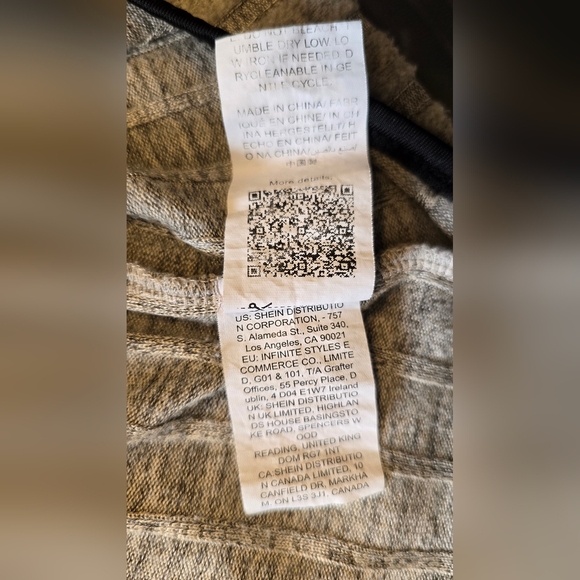 DO NOT BLEACH, T
UMBLE DRY LOW, LO
W IRON IF NEEDED, D
RYCLEANABLE IN GE
NTLE CYCLE
MADE IN CHINA/ FABR
IQUÉ EN CHINE/ IN CH
INA HERGESTELLT/ H
ECHO EN CHINA/ FEIT
O NA CHINA/
中国制
More details:
US: SHEIN DISTRIBUTIO
N CORPORATION, - 757
S. Alameda St., Suite 340,
Los Angeles, CA 90021
EU: INFINITE STYLES E
COMMERCE CO., LIMITE
D, G01 & 101, T/A Grafter
Offices, 55 Percy Place, D
ublin, 4 D04 E1W7 Ireland
UK: SHEIN DISTRIBUTIO
N UK LIMITED, HIGHLAN
DS HOUSE BASINGSTO
KE ROAD, SPENCERS W
OOD
READING, UNITED KING
DOM RG7 1NT
CA:SHEIN DISTRIBUTIO
N CANADA LIMITED, 10
CANFIELD DR, MARKHA
M, ON L3S 3J1, CANADA